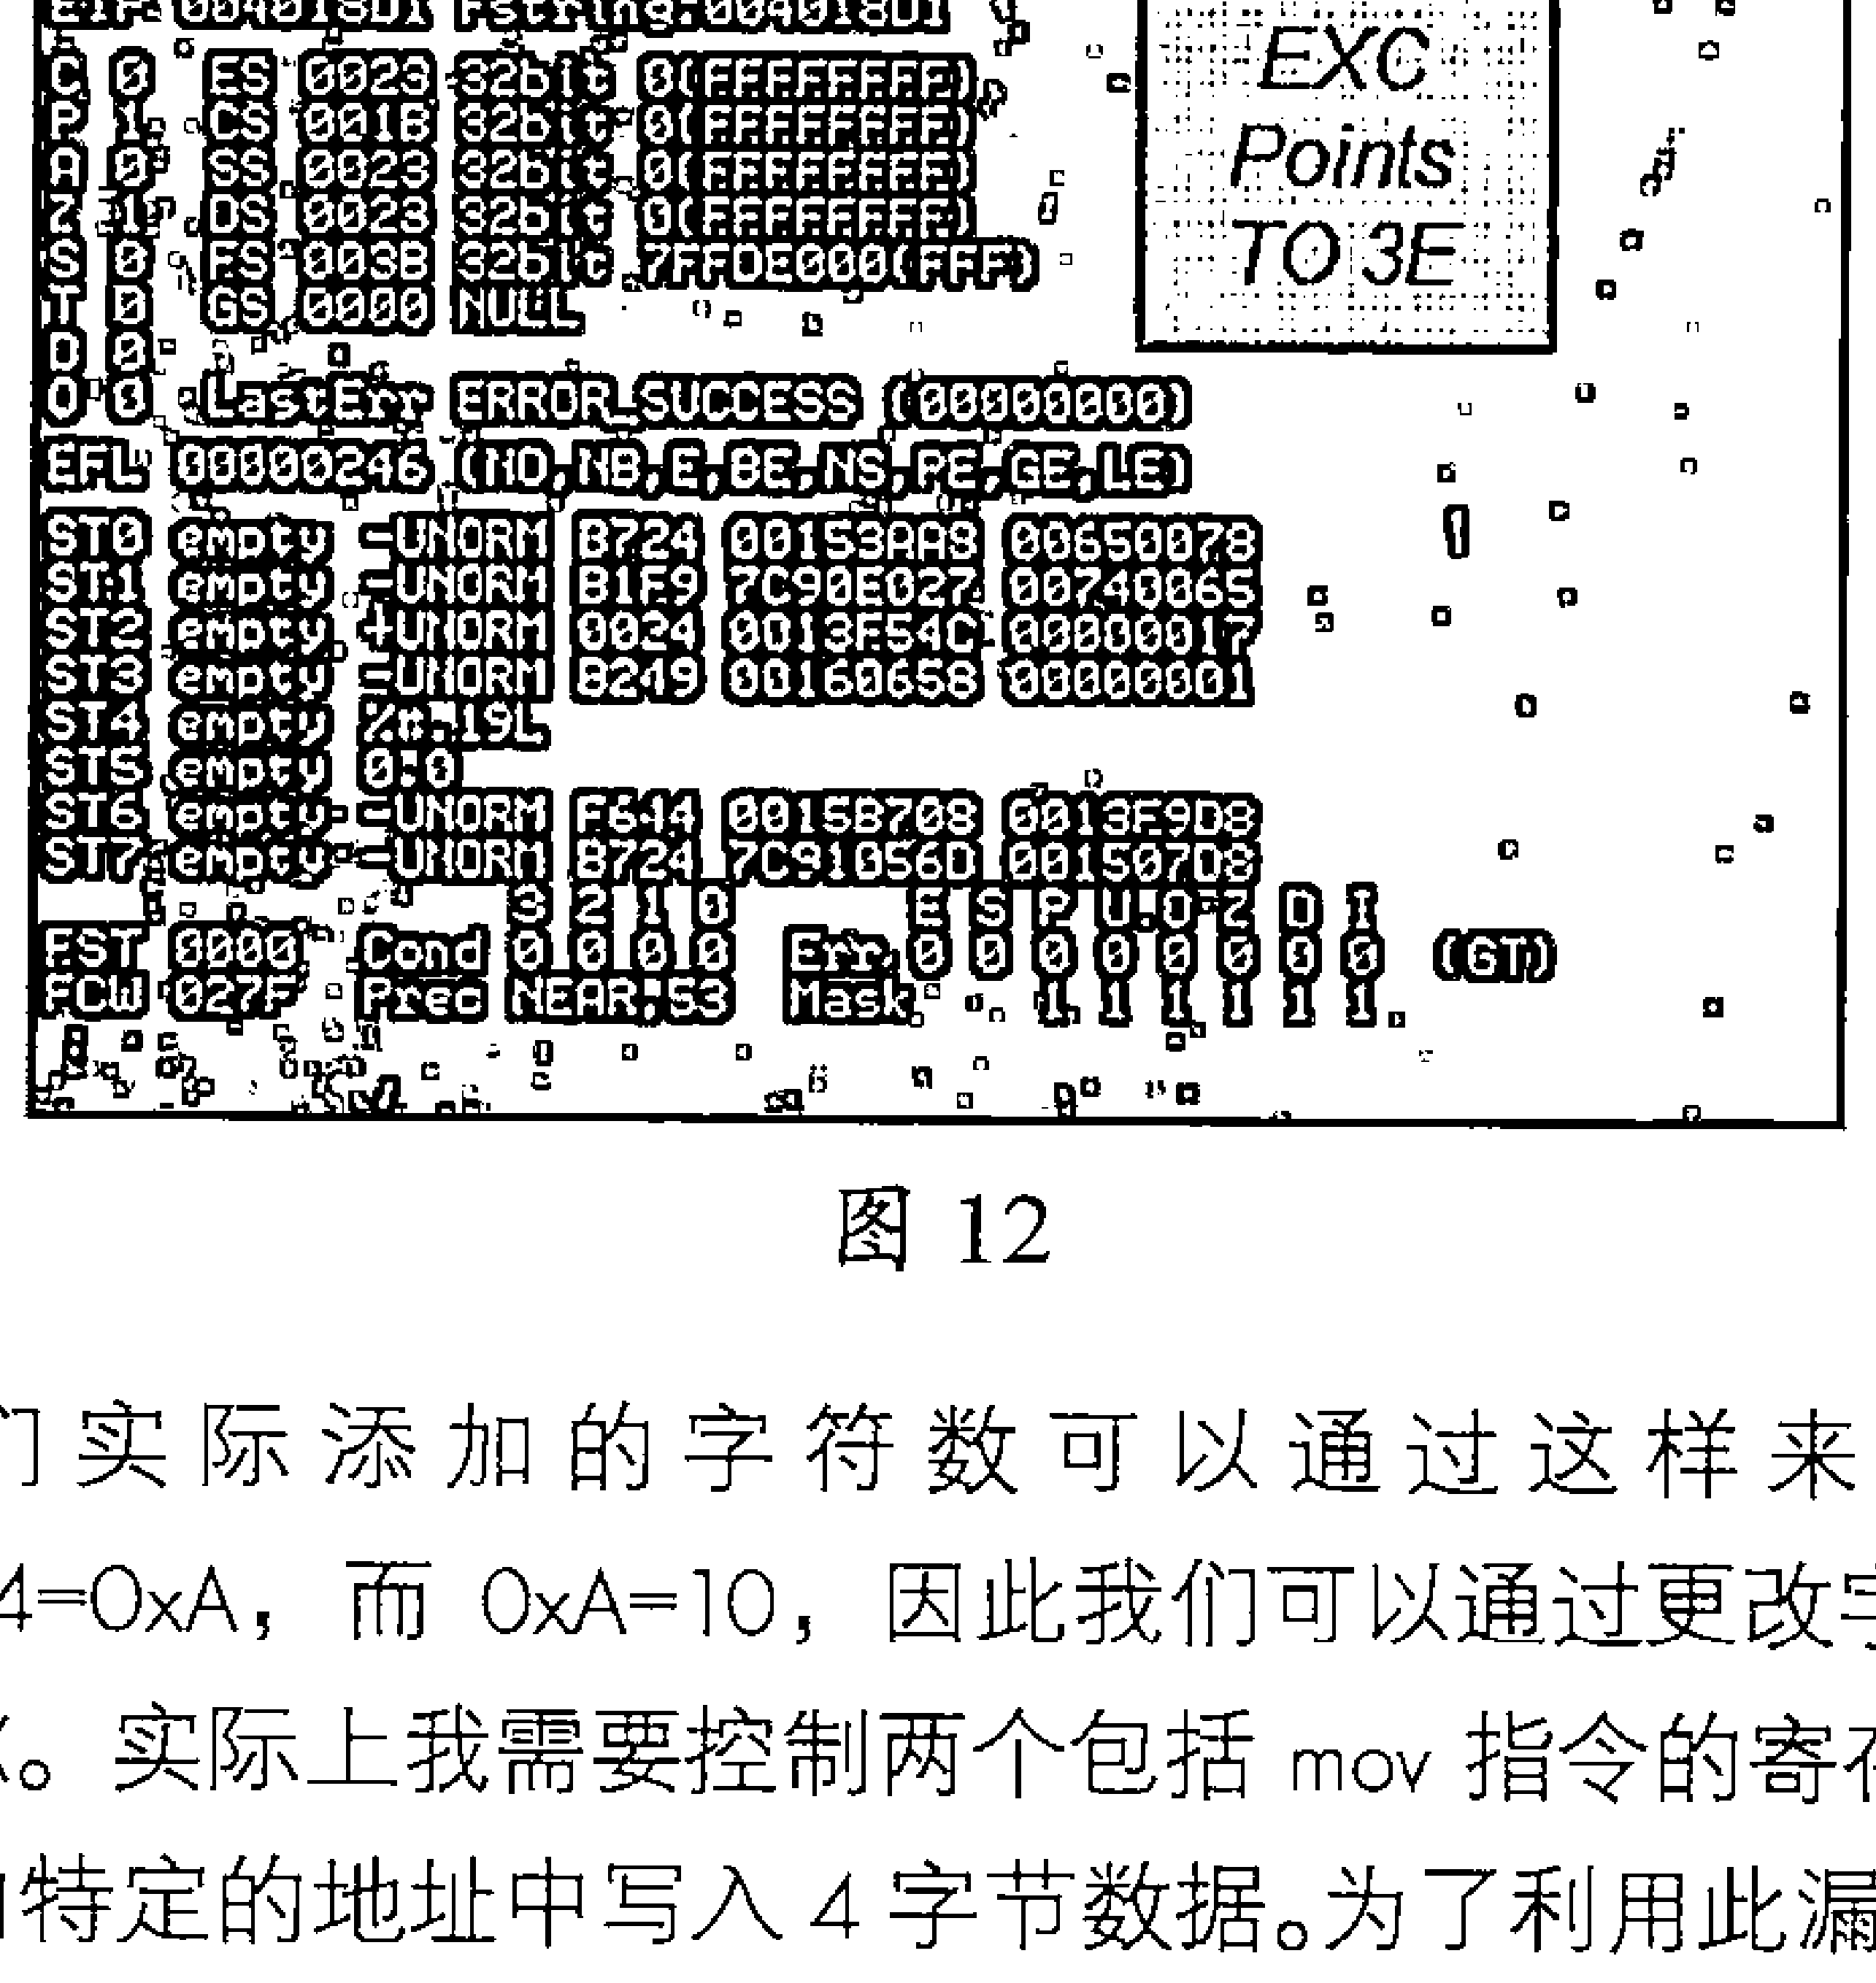 EIP 004018D1 Fstring.004018D1
EXC
Points
TO 3E
C 0 ES 0023 32bit 0(FFFFFFFF)
P 1 CS 001B 32bit 0(FFFFFFFF)
A 0 SS 0023 32bit 0(FFFFFFFF)
Z 1 DS 0023 32bit 0(FFFFFFFF)
S 0 FS 003B 32bit 7FFDE000(FFF)
T 0 GS 0000 NULL
D 0
O 0 LastErr ERROR_SUCCESS (00000000)
EFL 00000246 (NO,NB,E,BE,NS,PE,GE,LE)
ST0 empty -UNORM B724 00153AA8 00650078
ST1 empty -UNORM B1F9 7C90E027 00740065
ST2 empty +UNORM 0024 0013F54C 00000017
ST3 empty -UNORM B249 00160658 00000001
ST4 empty %#.19L
ST5 empty 0.0
ST6 empty -UNORM F644 00158708 0013F9D8
ST7 empty -UNORM B724 7C91056D 001507D8
3 2 1 0 E S P U O Z D I
FST 0000 Cond 0 0 0 0 Err 0 0 0 0 0 0 0 0 (GT)
FCW 027F Prec NEAR,53 Mask 1 1 1 1 1 1
图 12
们实际添加的字符数可以通过这样来
4=0xA，而 0xA=10，因此我们可以通过更改字
。实际上我需要控制两个包括 mov 指令的寄存
特定的地址中写入 4 字节数据。为了利用此漏